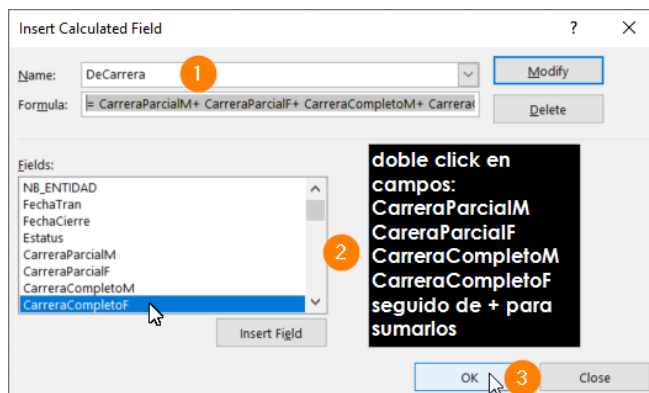 Insert Calculated Field ? X
Name: DeCarrera 1 Modify
Formula: = CarreraParcialM+ CarreraParcialF+ CarreraCompletoM+ Carrera Delete
Fields:
NB_ENTIDAD
FechaTran
FechaCierre
Estatus
CarreraParcialM
CarreraParcialF
CarreraCompletoM
CarreraCompletoF
2
Insert Field
doble click en
campos:
CarreraParcialM
CareraParcialF
CarreraCompletoM
CarreraCompletoF
seguido de + para
sumarlos
OK 3 Close